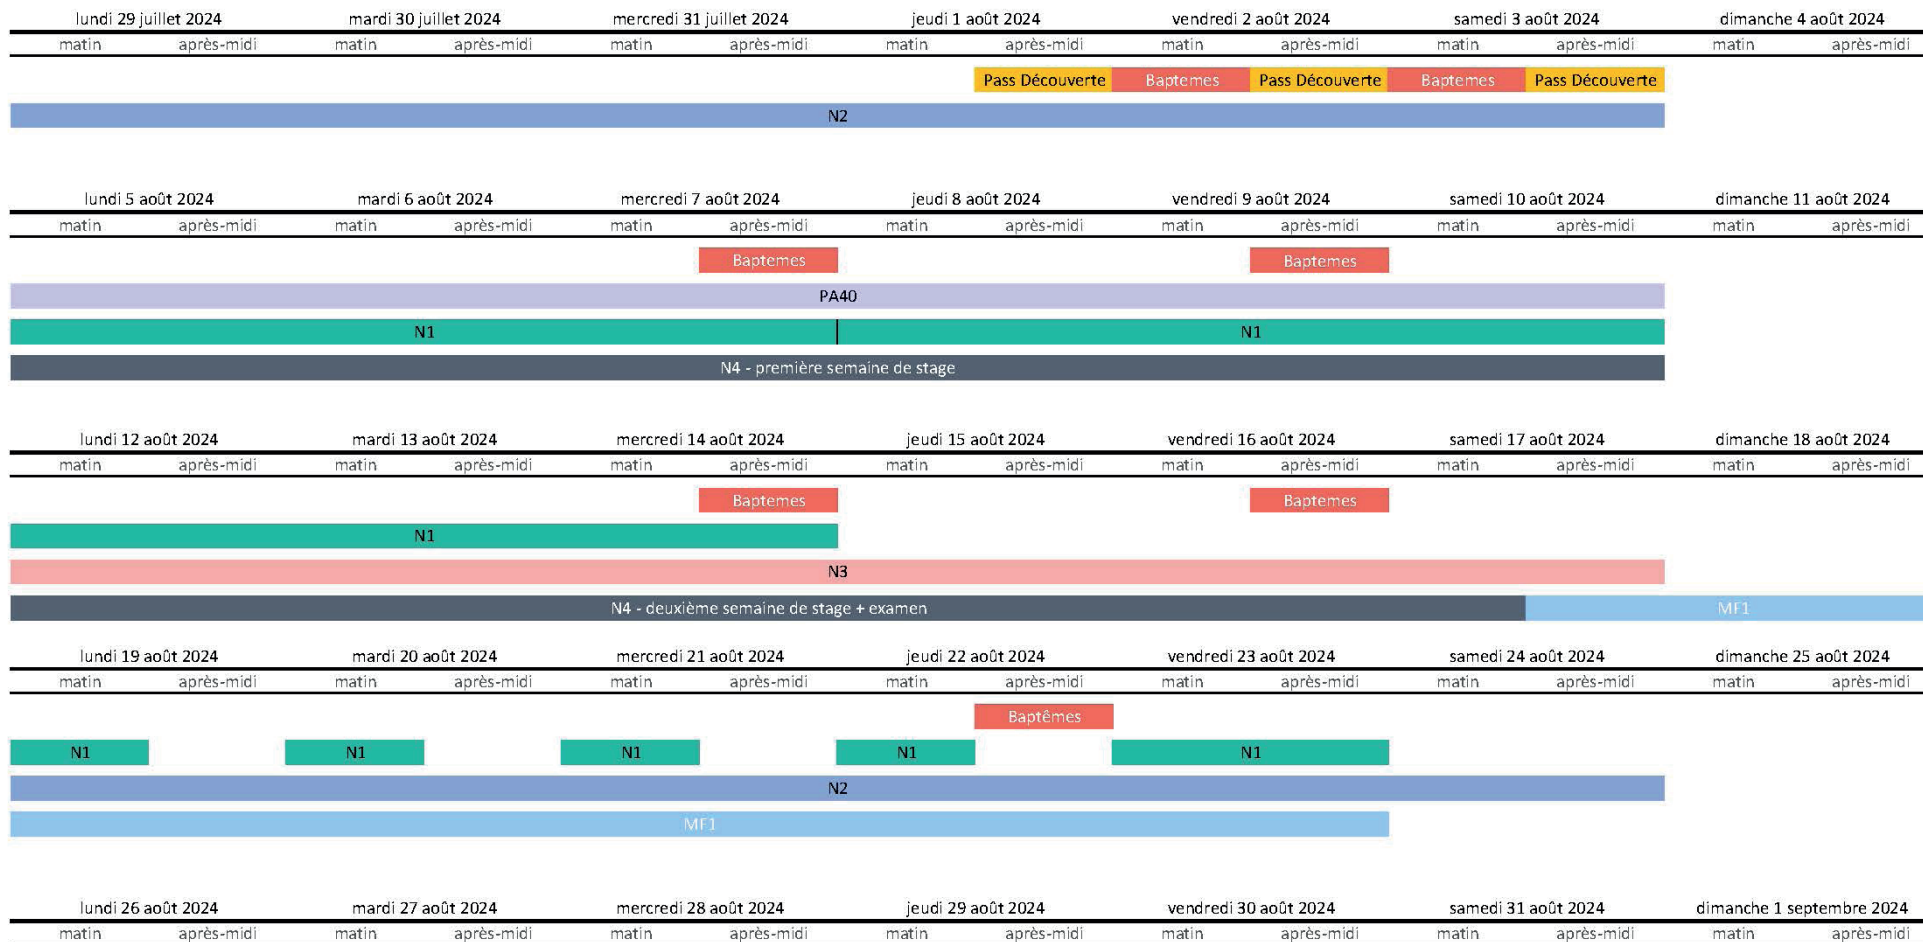 lundi 29 juillet 2024 mardi 30 juillet 2024 mercredi 31 juillet 2024 jeudi 1 août 2024 vendredi 2 août 2024 samedi 3 août 2024 dimanche 4 août 2024
matin après-midi matin après-midi matin après-midi matin après-midi matin après-midi matin après-midi matin après-midi
Pass Découverte Baptemes Pass Découverte Baptemes Pass Découverte
N2
lundi 5 août 2024 mardi 6 août 2024 mercredi 7 août 2024 jeudi 8 août 2024 vendredi 9 août 2024 samedi 10 août 2024 dimanche 11 août 2024
matin après-midi matin après-midi matin après-midi matin après-midi matin après-midi matin après-midi matin après-midi
Baptemes Baptemes
PA40
N1 N1
N4 - première semaine de stage
lundi 12 août 2024 mardi 13 août 2024 mercredi 14 août 2024 jeudi 15 août 2024 vendredi 16 août 2024 samedi 17 août 2024 dimanche 18 août 2024
matin après-midi matin après-midi matin après-midi matin après-midi matin après-midi matin après-midi matin après-midi
Baptemes Baptemes
N1
N3
N4 - deuxième semaine de stage + examen MF1
lundi 19 août 2024 mardi 20 août 2024 mercredi 21 août 2024 jeudi 22 août 2024 vendredi 23 août 2024 samedi 24 août 2024 dimanche 25 août 2024
matin après-midi matin après-midi matin après-midi matin après-midi matin après-midi matin après-midi matin après-midi
Baptêmes
N1 N1 N1 N1 N1
N2
MF1
lundi 26 août 2024 mardi 27 août 2024 mercredi 28 août 2024 jeudi 29 août 2024 vendredi 30 août 2024 samedi 31 août 2024 dimanche 1 septembre 2024
matin après-midi matin après-midi matin après-midi matin après-midi matin après-midi matin après-midi matin après-midi